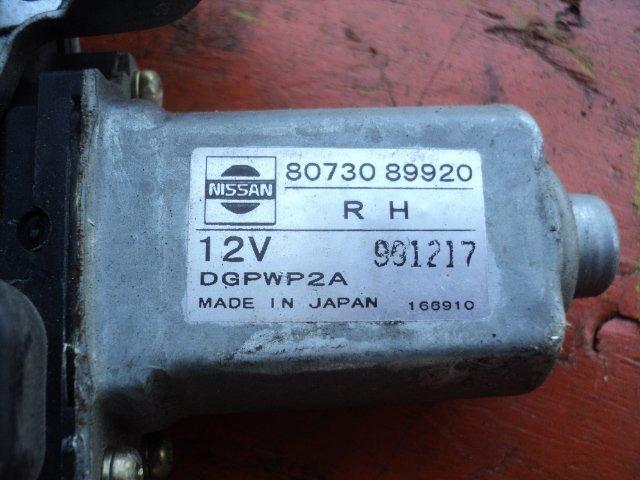 NISSAN
80730 89920
R H
12V
901217
DGPWP2A
MADE IN JAPAN
166910